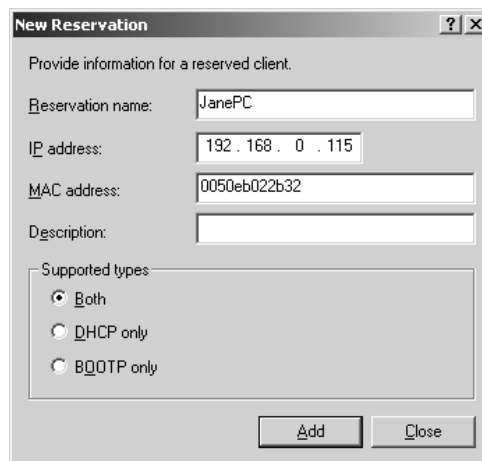 New Reservation
Provide information for a reserved client.
Reservation name: JanePC
IP address: 192 . 168 . 0 . 115
MAC address: 0050eb022b32
Description:
Supported types
Both
DHCP only
BOOTP only
Add Close